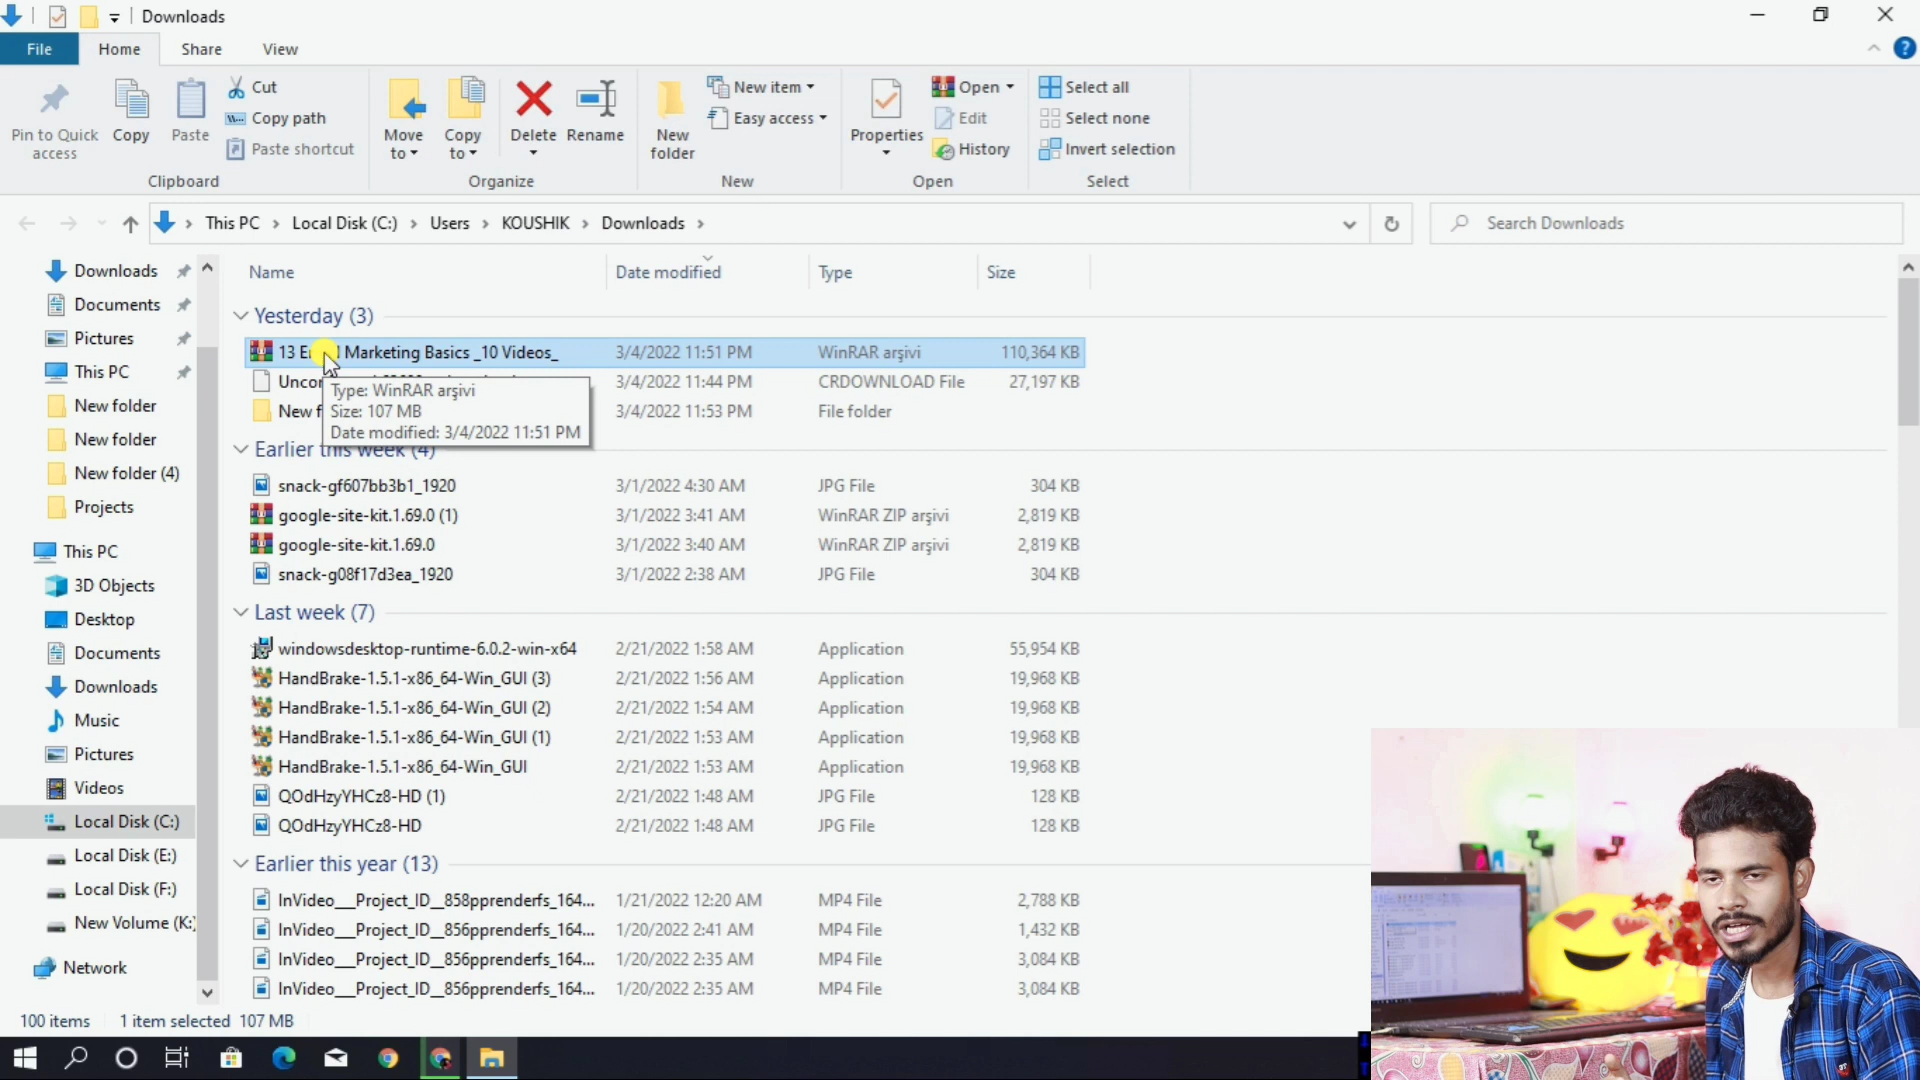 Downloads
File Home Share View
Pin to Quick access
Copy
Paste
Cut
Copy path
Paste shortcut
Clipboard
Move to
Copy to
Delete
Rename
Organize
New folder
New item
Easy access
New
Properties
Open
Edit
History
Open
Select all
Select none
Invert selection
Select
This PC > Local Disk (C:) > Users > KOUSHIK > Downloads >
Search Downloads
Downloads
Documents
Pictures
This PC
New folder
New folder
New folder (4)
Projects
This PC
3D Objects
Desktop
Documents
Downloads
Music
Pictures
Videos
Local Disk (C:)
Local Disk (E:)
Local Disk (F:)
New Volume (K:)
Network
Name Date modified Type Size
Yesterday (3)
13 Marketing Basics _10 Videos_ 3/4/2022 11:51 PM WinRAR arşivi 110,364 KB
3/4/2022 11:44 PM CRDOWNLOAD File 27,197 KB
New 3/4/2022 11:53 PM File folder
Type: WinRAR arşivi
Size: 107 MB
Date modified: 3/4/2022 11:51 PM
Earlier this week (4)
snack-gf607bb3b1_1920 3/1/2022 4:30 AM JPG File 304 KB
google-site-kit.1.69.0 (1) 3/1/2022 3:41 AM WinRAR ZIP arşivi 2,819 KB
google-site-kit.1.69.0 3/1/2022 3:40 AM WinRAR ZIP arşivi 2,819 KB
snack-g08f17d3ea_1920 3/1/2022 2:38 AM JPG File 304 KB
Last week (7)
windowsdesktop-runtime-6.0.2-win-x64 2/21/2022 1:58 AM Application 55,954 KB
HandBrake-1.5.1-x86_64-Win_GUI (3) 2/21/2022 1:56 AM Application 19,968 KB
HandBrake-1.5.1-x86_64-Win_GUI (2) 2/21/2022 1:54 AM Application 19,968 KB
HandBrake-1.5.1-x86_64-Win_GUI (1) 2/21/2022 1:53 AM Application 19,968 KB
HandBrake-1.5.1-x86_64-Win_GUI 2/21/2022 1:53 AM Application 19,968 KB
QOdHzyYHCz8-HD (1) 2/21/2022 1:48 AM JPG File 128 KB
QOdHzyYHCz8-HD 2/21/2022 1:48 AM JPG File 128 KB
Earlier this year (13)
InVideo__Project_ID__858pprenderfs_164... 1/21/2022 12:20 AM MP4 File 2,788 KB
InVideo__Project_ID__856pprenderfs_164... 1/20/2022 2:41 AM MP4 File 1,432 KB
InVideo__Project_ID__856pprenderfs_164... 1/20/2022 2:35 AM MP4 File 3,084 KB
InVideo__Project_ID__856pprenderfs_164... 1/20/2022 2:35 AM MP4 File 3,084 KB
100 items 1 item selected 107 MB